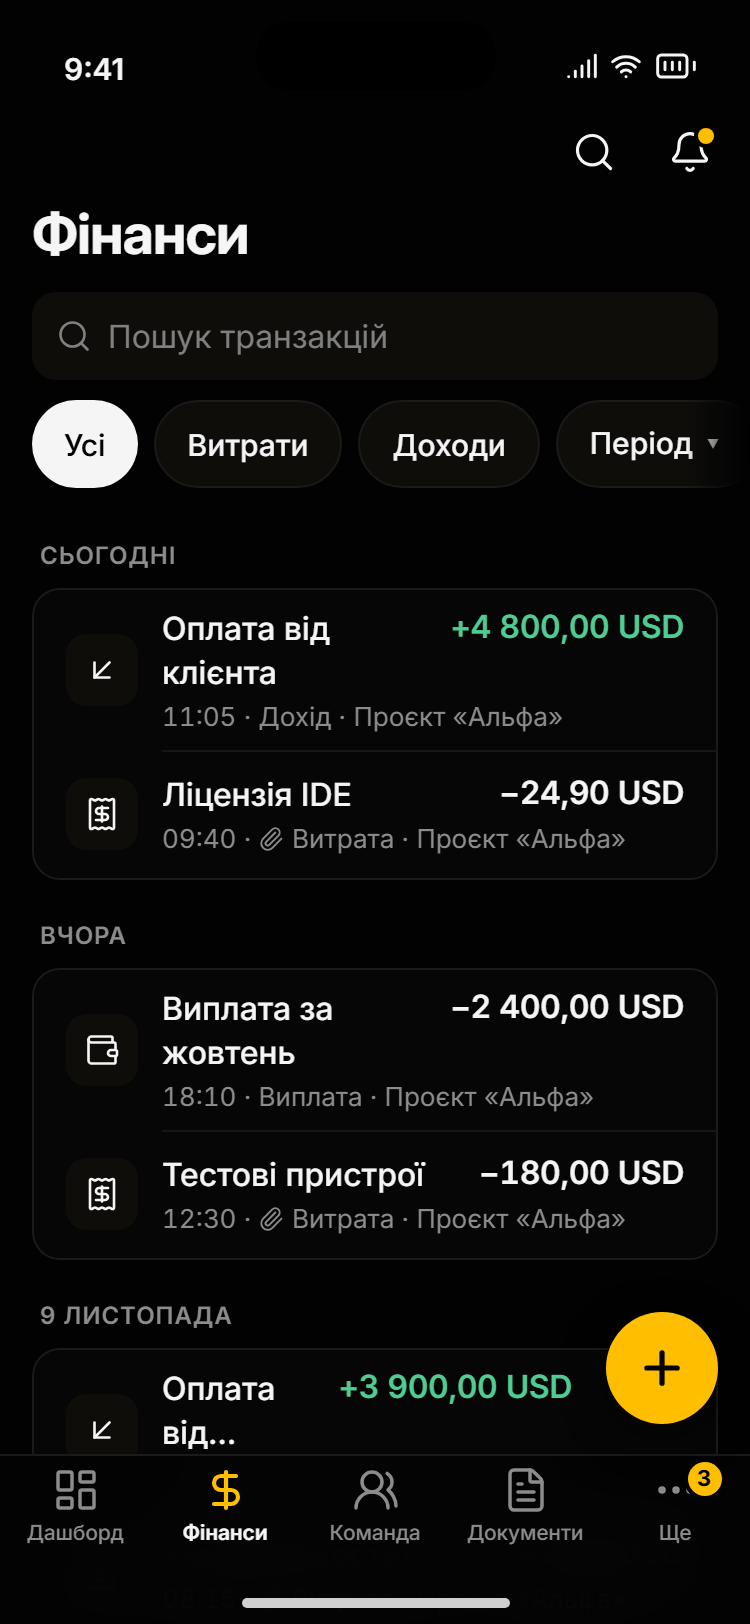 9:41
Фінанси
Пошук транзакцій
Усі
Витрати
Доходи
Період
СЬОГОДНІ
Оплата від +4 800,00 USD
клієнта
11:05 · Дохід · Проєкт «Альфа»
Ліцензія IDE −24,90 USD
09:40 · Витрата · Проєкт «Альфа»
ВЧОРА
Виплата за −2 400,00 USD
жовтень
18:10 · Виплата · Проєкт «Альфа»
Тестові пристрої −180,00 USD
12:30 · Витрата · Проєкт «Альфа»
9 ЛИСТОПАДА
Оплата +3 900,00 USD
від...
3
Дашборд
Фінанси
Команда
Документи
Ще